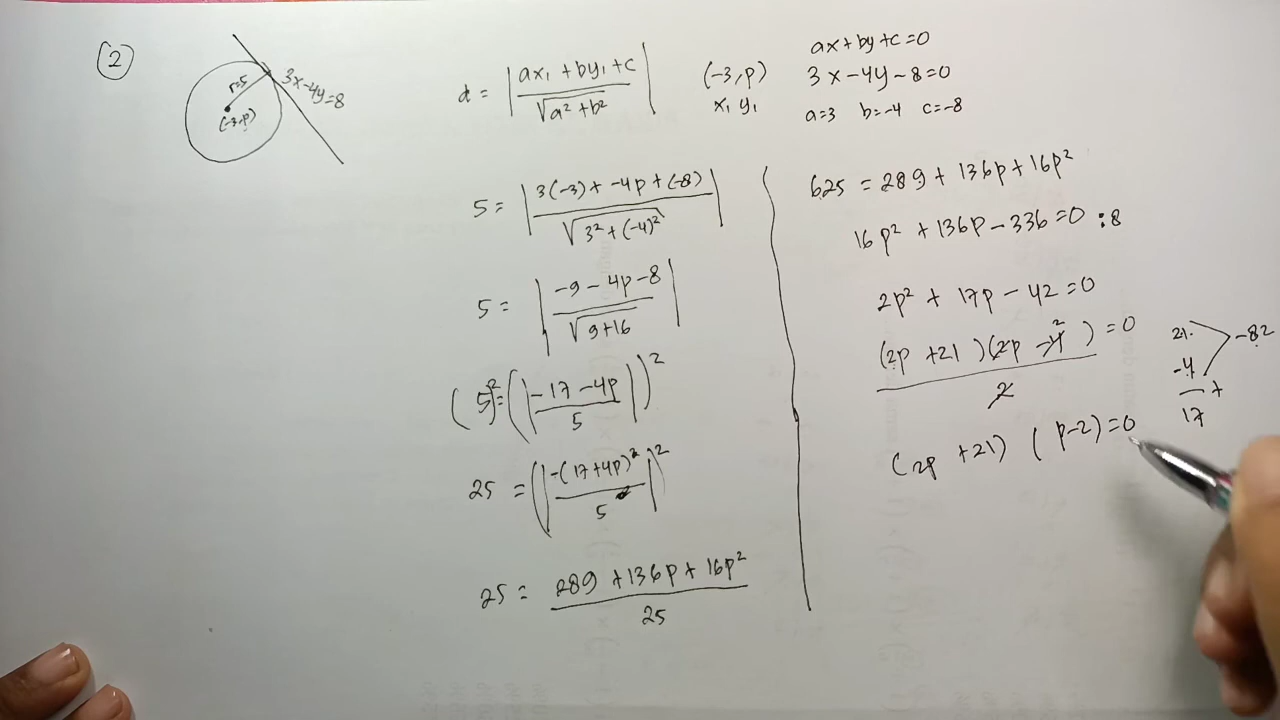 (2)
r=5
(-3,p)
3x-4y=8
d = |ax₁ + by₁ + c / √a² + b²|
(-3,p)
x₁ y₁
ax+by+c=0
3x-4y-8=0
a=3 b=-4 c=-8
5 = |3(-3) + -4p + (-8) / √3² + (-4)²|
5 = |-9 - 4p - 8 / √9+16|
(5)² = (|-17 - 4p / 5|)²
25 = (|-(17+4p)² / 5²|)²
25 = 289 + 136p + 16p² / 25
625 = 289 + 136p + 16p²
16p² + 136p - 336 = 0 :8
2p² + 17p - 42 = 0
(2p + 21)(2p - 4 2) = 0
2
(2p + 21) (p-2) = 0
21.
-4
-82
+
17